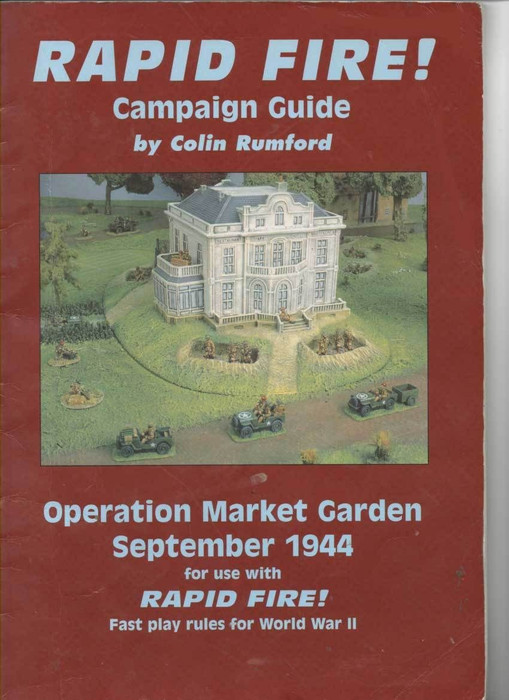 RAPID FIRE!
Campaign Guide
by Colin Rumford
Operation Market Garden
September 1944
for use with
RAPID FIRE!
Fast play rules for World War II